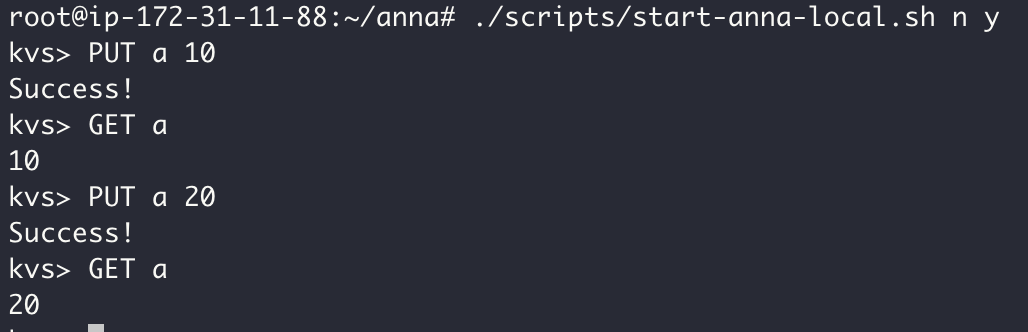 root@ip-172-31-11-88:~/anna# ./scripts/start-anna-local.sh n y
kvs> PUT a 10
Success!
kvs> GET a
10
kvs> PUT a 20
Success!
kvs> GET a
20